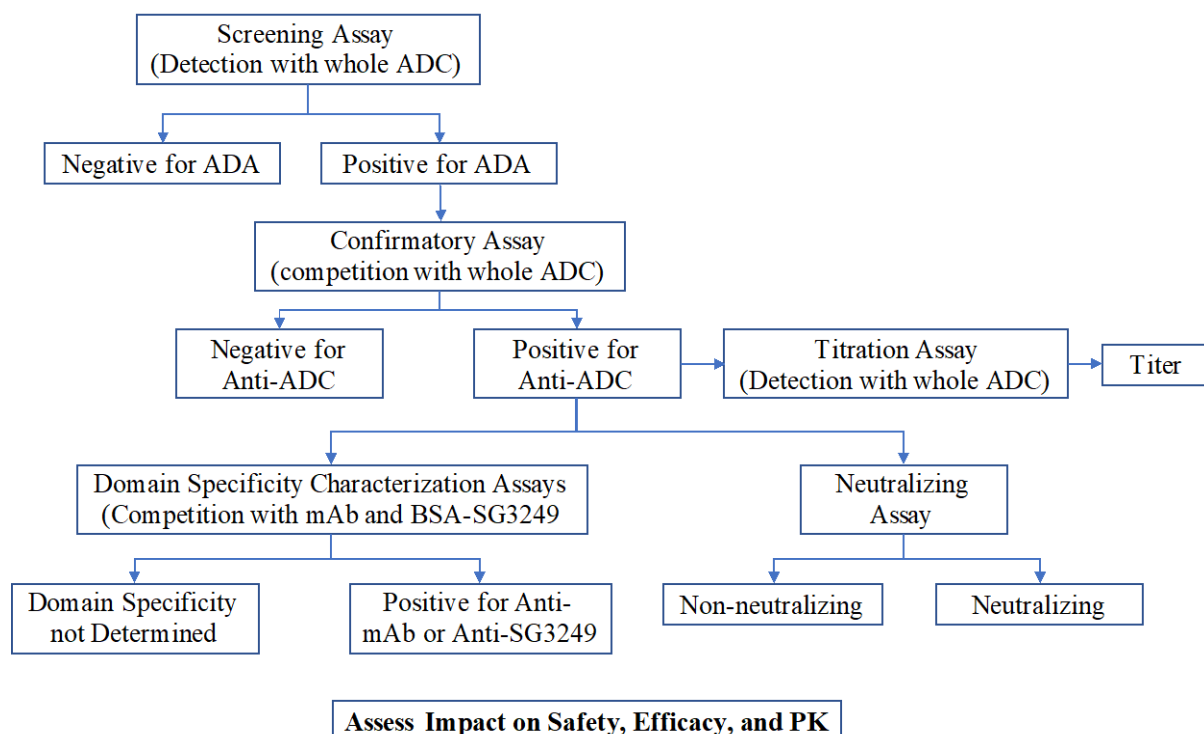 Screening Assay
(Detection with whole ADC)
Negative for ADA
Positive for ADA
Confirmatory Assay
(competition with whole ADC)
Negative for
Anti-ADC
Positive for
Anti-ADC
Titration Assay
(Detection with whole ADC)
Titer
Domain Specificity Characterization Assays
(Competition with mAb and BSA-SG3249
Neutralizing
Assay
Domain Specificity
not Determined
Positive for Anti-
mAb or Anti-SG3249
Non-neutralizing
Neutralizing
Assess Impact on Safety, Efficacy, and PK